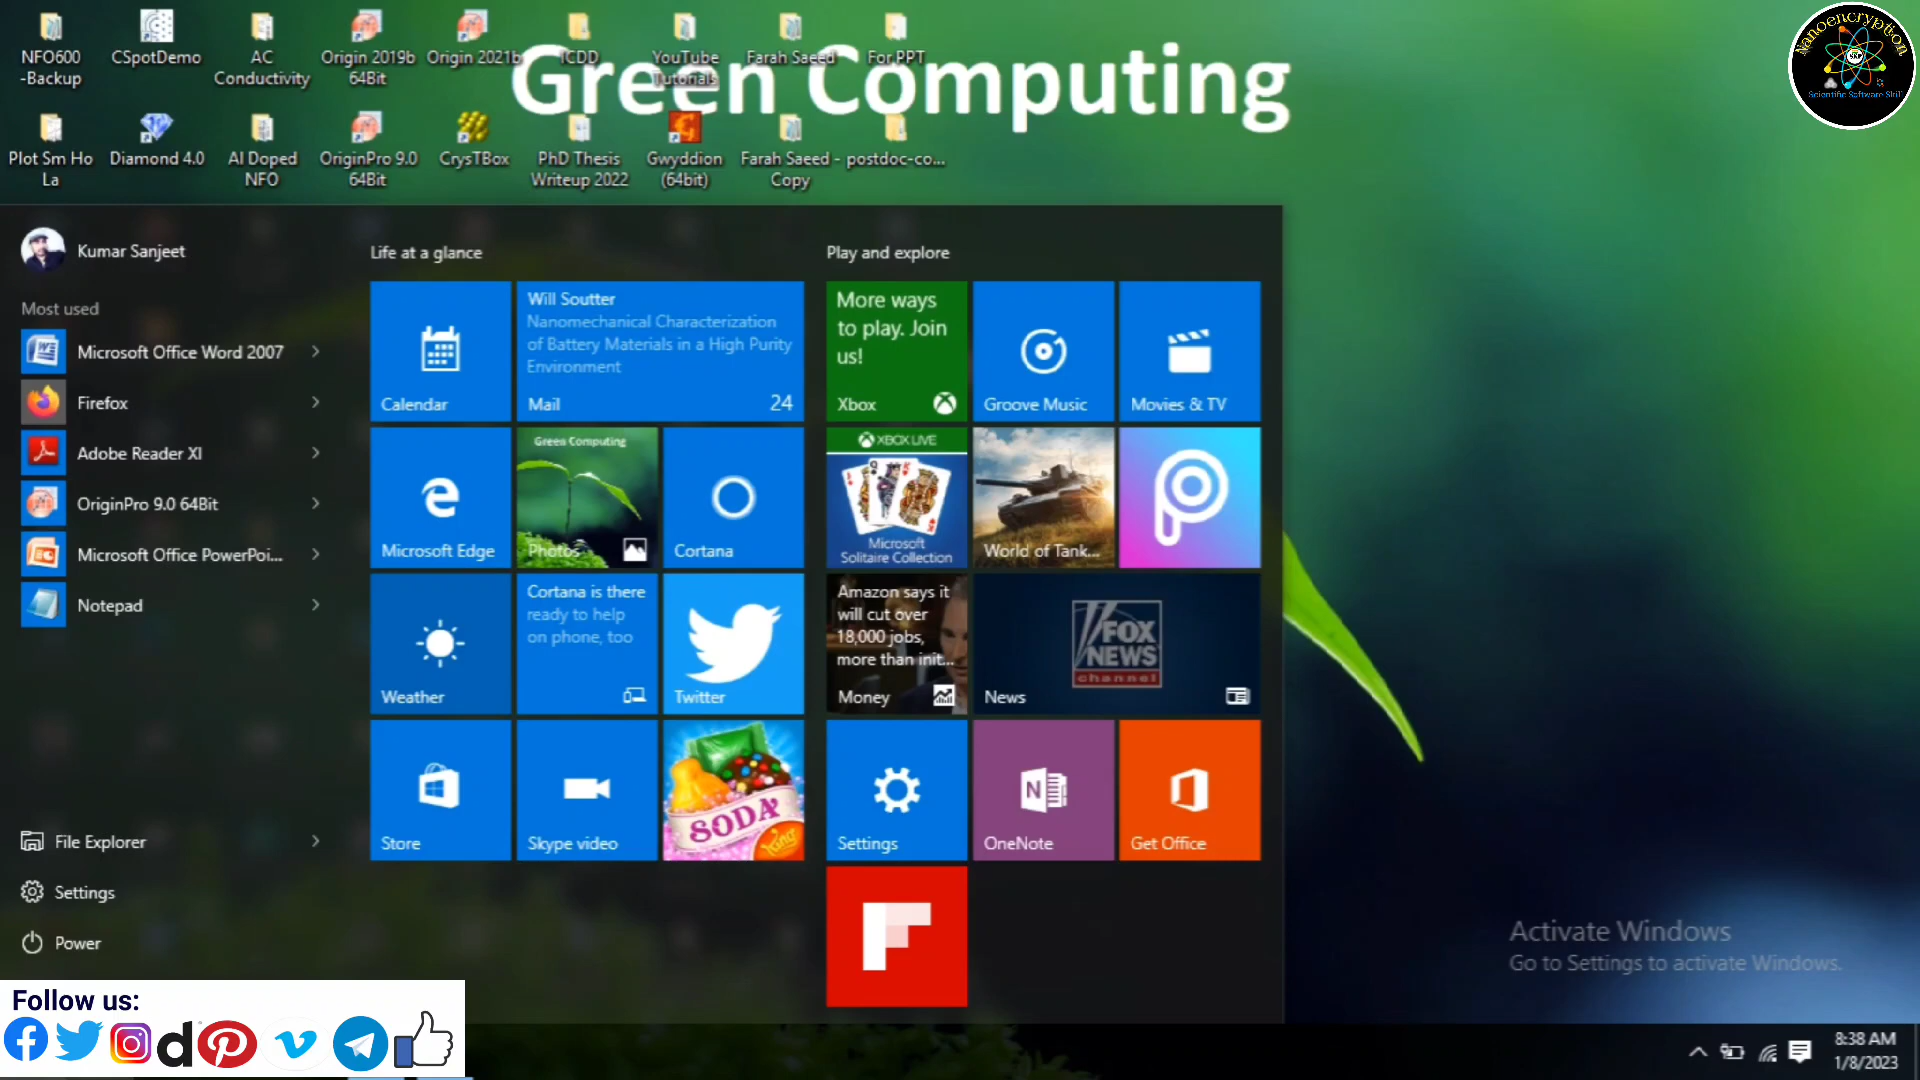 NFO600
-Backup
CSpotDemo
AC
Conductivity
Origin 2019b
64Bit
Origin 2021b
ICDD
YouTube
Tutorials
Farah Saeed
For PPT
Green Computing
Nanoencryption
SSS
Scientific Software Skill
Plot Sm Ho
La
Diamond 4.0
Al Doped
NFO
OriginPro 9.0
64Bit
CrysTBox
PhD Thesis
Writeup 2022
Gwyddion
(64bit)
Farah Saeed -
Copy
postdoc-co...
Kumar Sanjeet
Most used
Microsoft Office Word 2007
Firefox
Adobe Reader XI
OriginPro 9.0 64Bit
Microsoft Office PowerPoi...
Notepad
File Explorer
Settings
Power
Life at a glance
Calendar
Will Soutter
Nanomechanical Characterization
of Battery Materials in a High Purity
Environment
Mail 24
Microsoft Edge
Green Computing
Photos
Cortana
Weather
Cortana is there
ready to help
on phone, too
Twitter
Store
Skype video
SODA
King
Play and explore
More ways
to play. Join
us!
Xbox
Groove Music
Movies & TV
XBOX LIVE
Microsoft
Solitaire Collection
World of Tank...
Amazon says it
will cut over
18,000 jobs,
more than init...
Money
FOX
NEWS
channel
News
Settings
OneNote
Get Office
Activate Windows
Go to Settings to activate Windows.
Follow us:
8:38 AM
1/8/2023